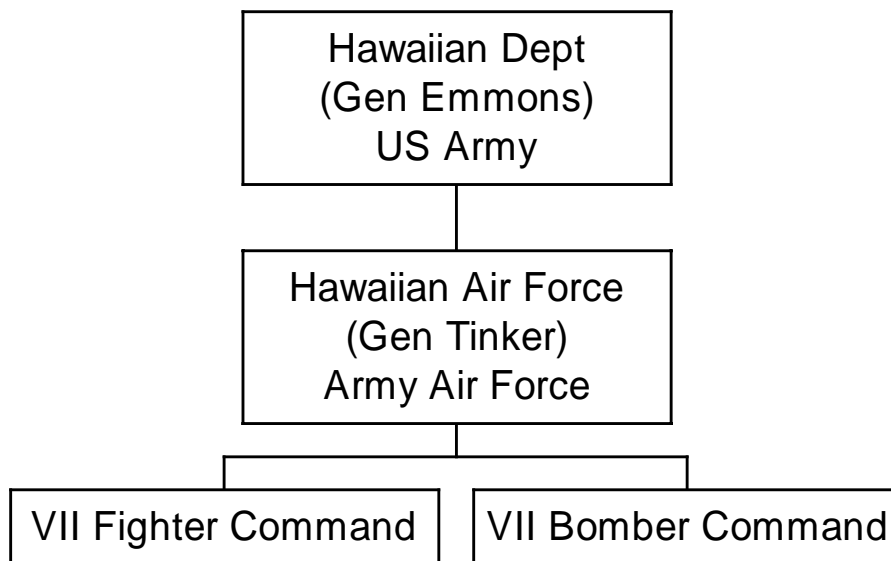 Hawaiian Dept
(Gen Emmons)
US Army
Hawaiian Air Force
(Gen Tinker)
Army Air Force
VII Fighter Command
VII Bomber Command